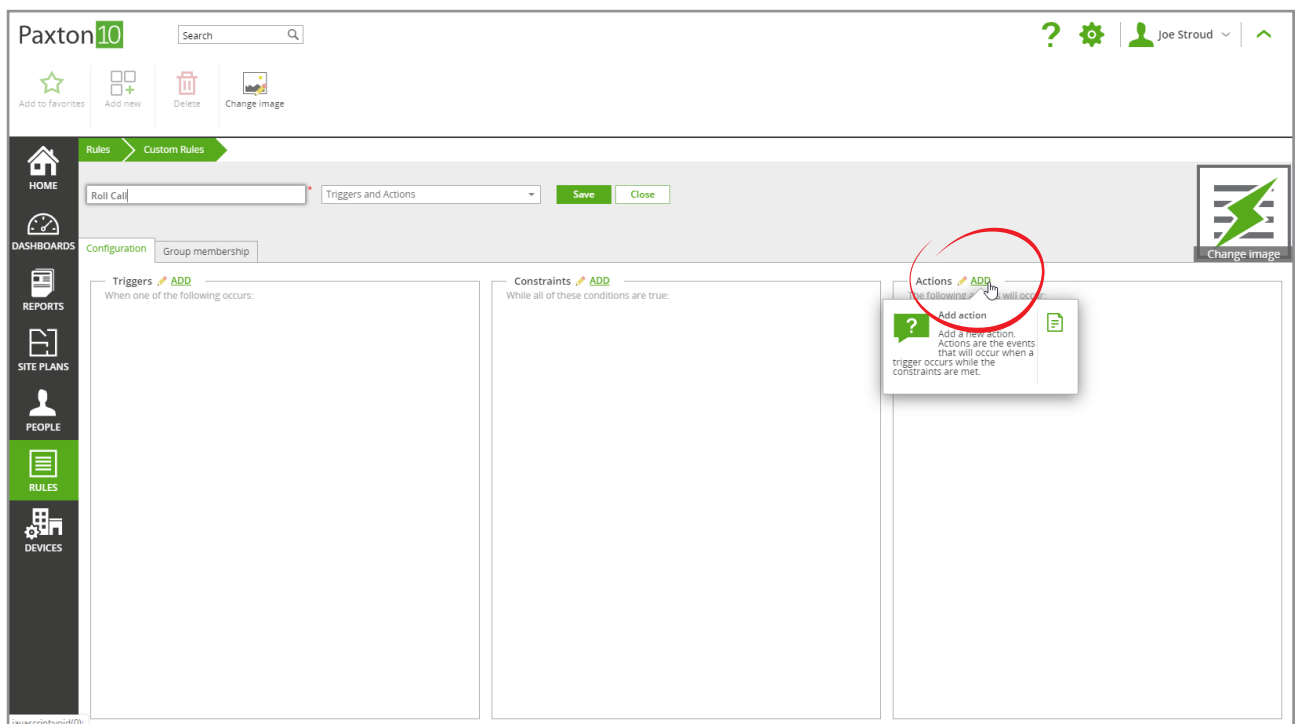 Paxton10
Search
?
Joe Stroud
Add to favorites
Add new
Delete
Change image
Rules
Custom Rules
HOME
DASHBOARDS
REPORTS
SITE PLANS
PEOPLE
RULES
DEVICES
Roll Call
*
Triggers and Actions
Save
Close
Change image
Configuration
Group membership
Triggers ADD
When one of the following occurs:
Constraints ADD
While all of these conditions are true:
Actions ADD
The following actions will occur:
?
Add action
Add a new action.
Actions are the events
that will occur when a
trigger occurs while the
constraints are met.
javascript:void(0);